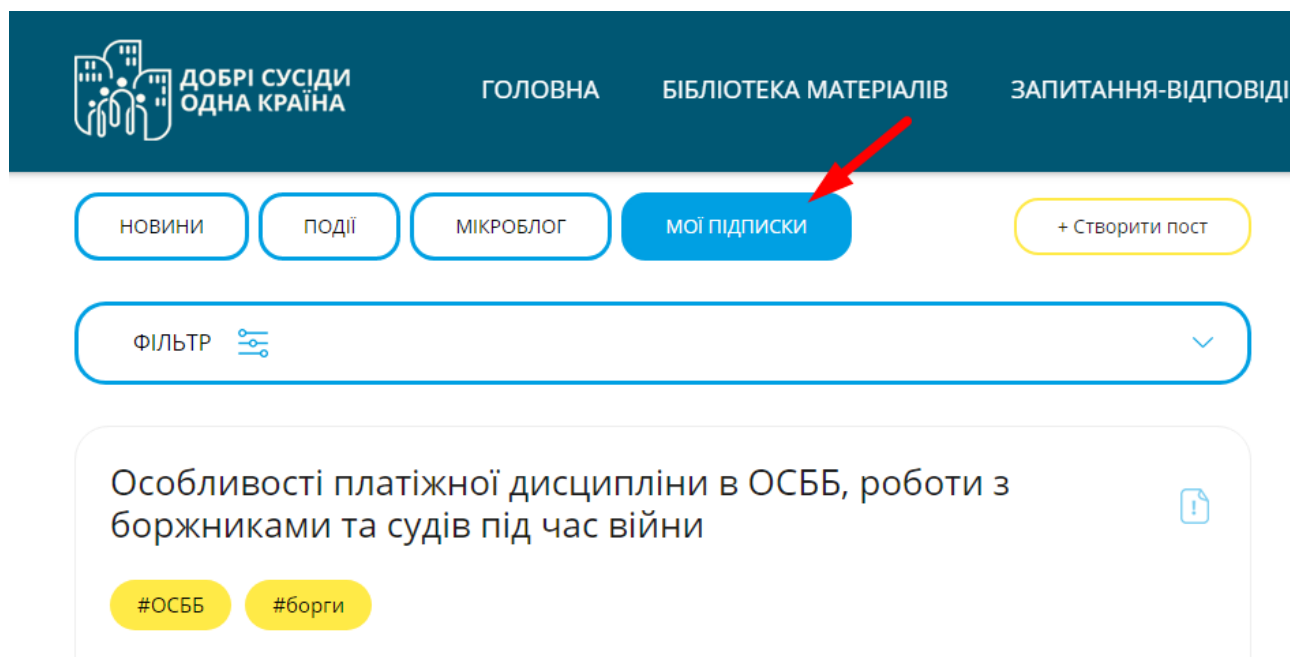 ДОБРІ СУСІДИ
ОДНА КРАЇНА
ГОЛОВНА
БІБЛІОТЕКА МАТЕРІАЛІВ
ЗАПИТАННЯ-ВІДПОВІДІ
НОВИНИ
ПОДІЇ
МІКРОБЛОГ
МОЇ ПІДПИСКИ
+ Створити пост
ФІЛЬТР
Особливості платіжної дисципліни в ОСББ, роботи з
боржниками та судів під час війни
#ОСББ
#борги